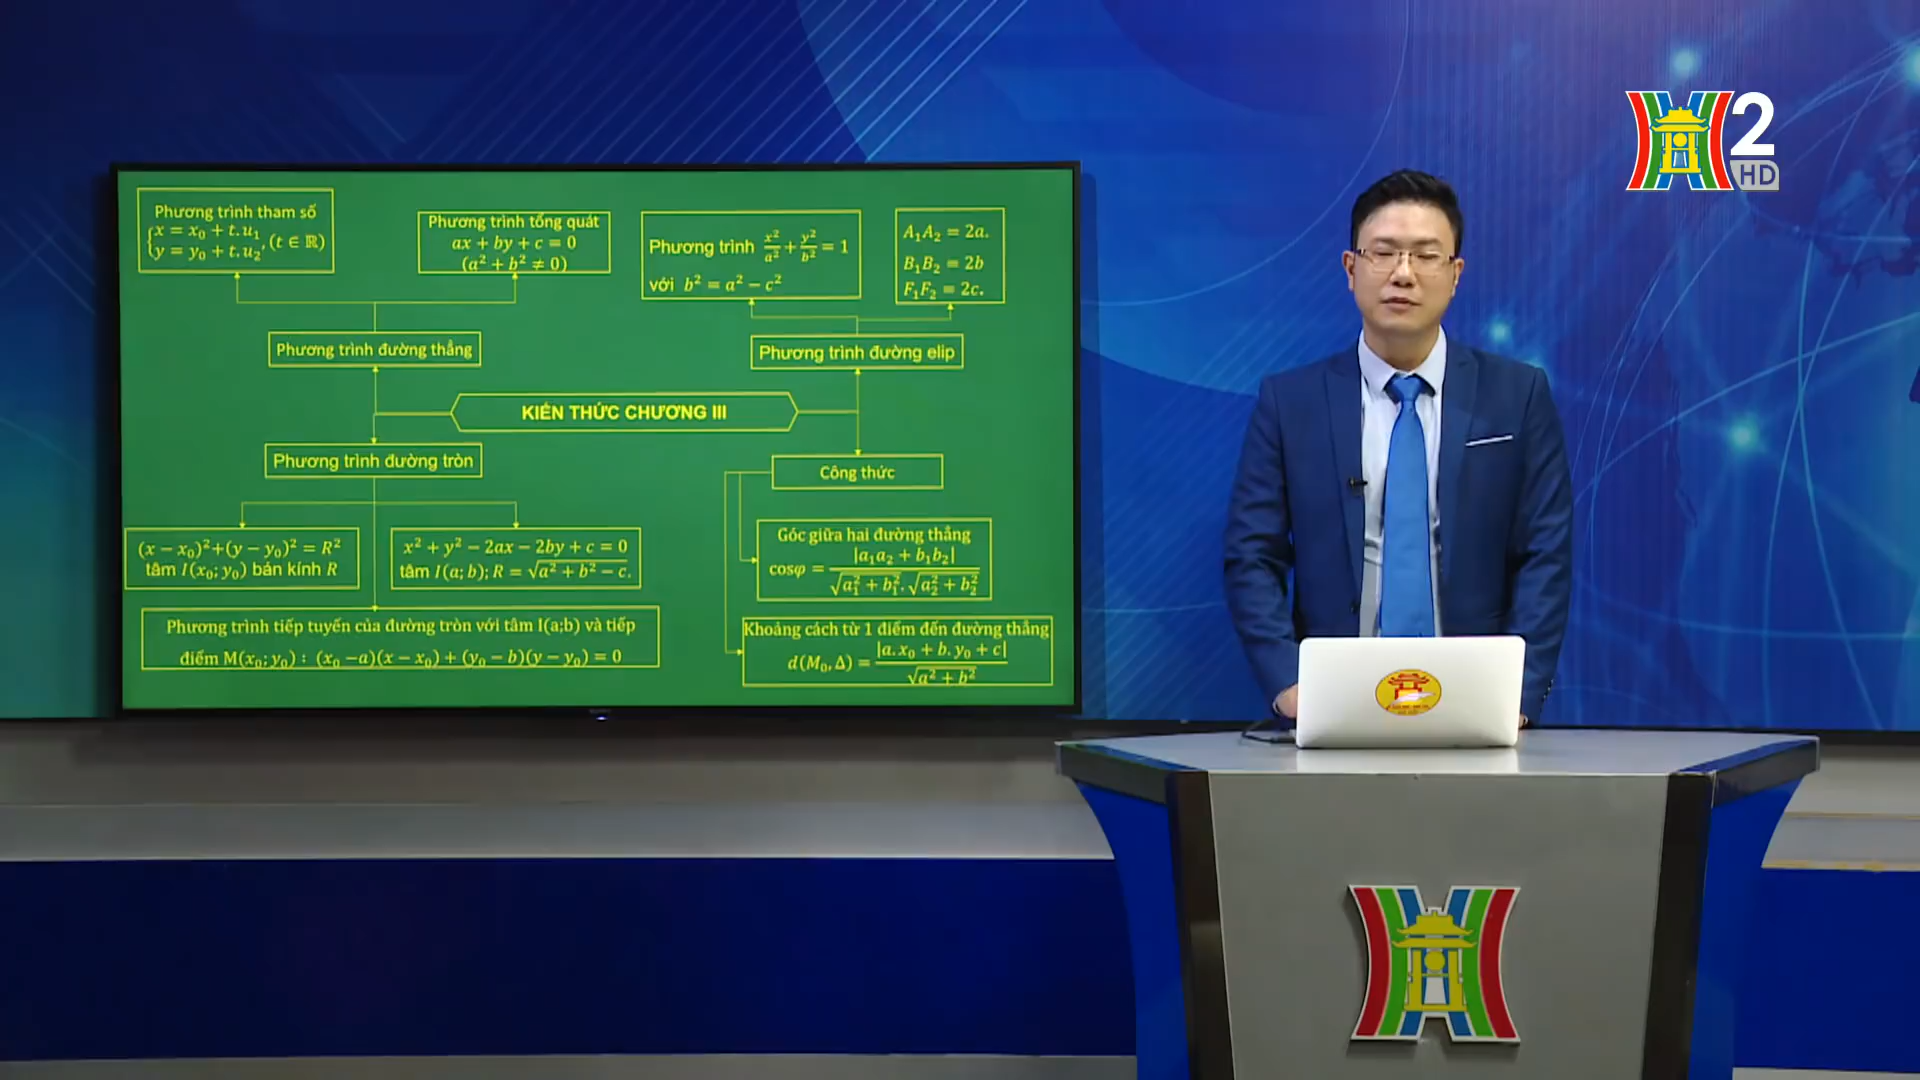 Phương trình tham số
{x = x₀ + t.u₁
{y = y₀ + t.u₂, (t ∈ ℝ)
Phương trình tổng quát
ax + by + c = 0
(a² + b² ≠ 0)
Phương trình x²/a² + y²/b² = 1
với b² = a² − c²
A₁A₂ = 2a.
B₁B₂ = 2b
F₁F₂ = 2c.
Phương trình đường thẳng
Phương trình đường elip
KIẾN THỨC CHƯƠNG III
Phương trình đường tròn
Công thức
(x − x₀)²+(y − y₀)² = R²
tâm I(x₀; y₀) bán kính R
x² + y² − 2ax − 2by + c = 0
tâm I(a; b); R = √(a² + b² − c).
Góc giữa hai đường thẳng
cosφ = |a₁a₂ + b₁b₂| / (√(a₁² + b₁²).√(a₂² + b₂²))
Phương trình tiếp tuyến của đường tròn với tâm I(a;b) và tiếp
điểm M(x₀; y₀) : (x₀ −a)(x − x₀) + (y₀ − b)(y − y₀) = 0
Khoảng cách từ 1 điểm đến đường thẳng
d(M₀, Δ) = |a.x₀ + b.y₀ + c| / √(a² + b²)
2
HD